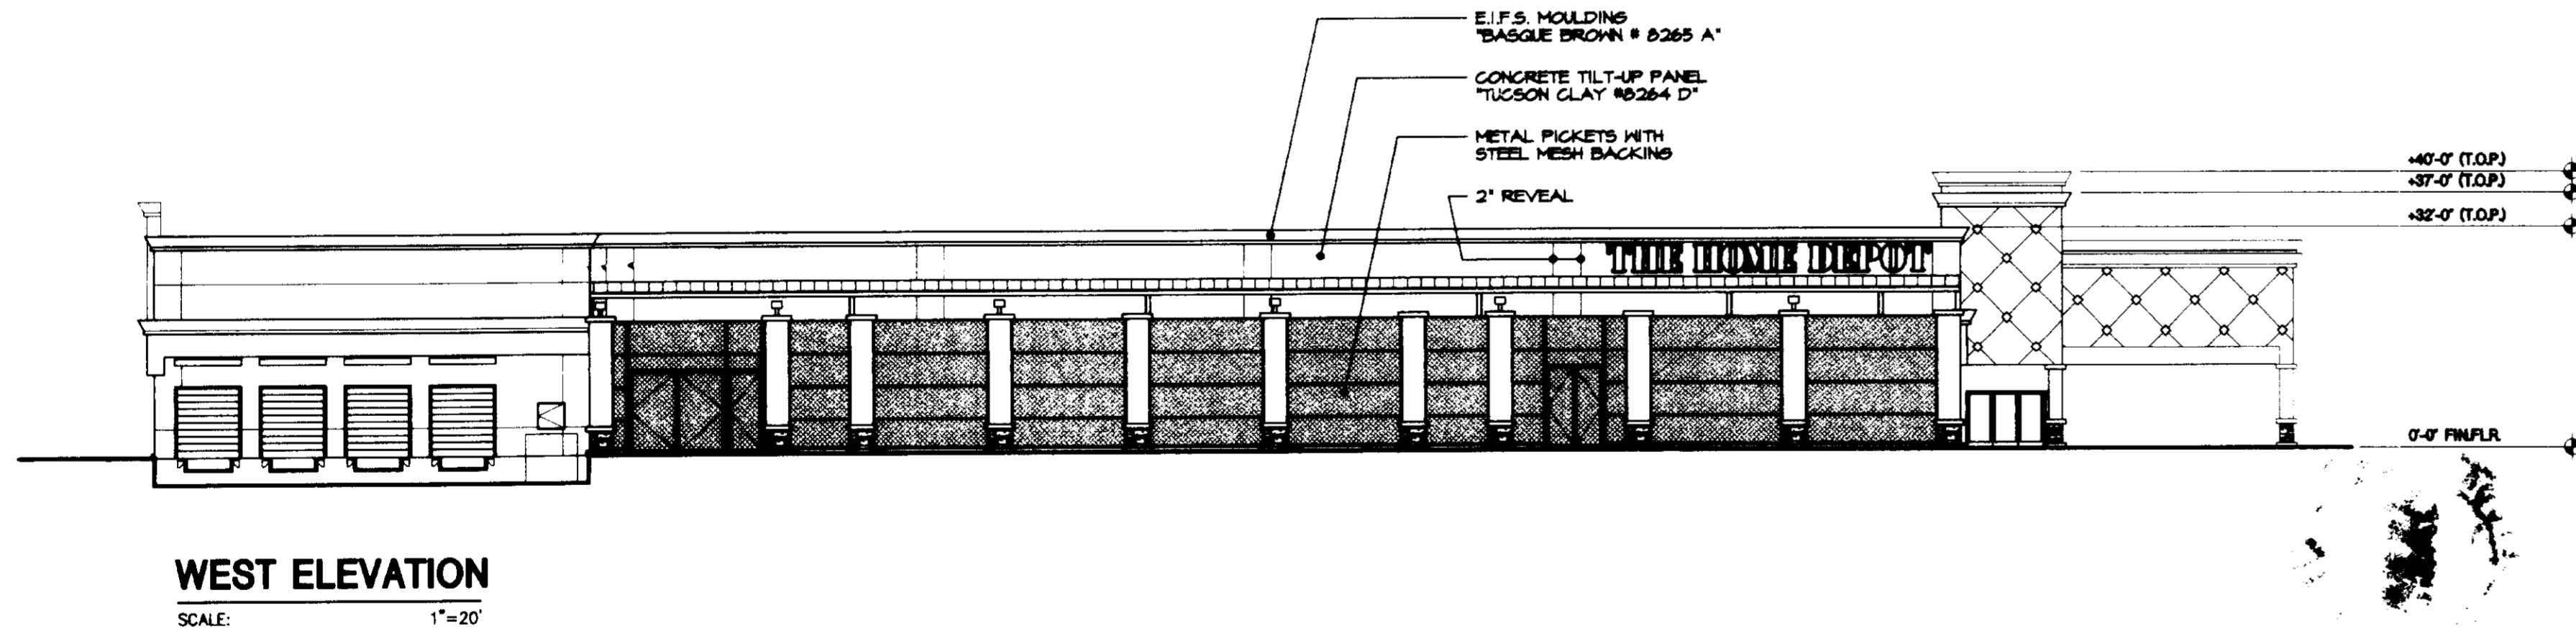 E.I.F.S. MOULDING
"BASQUE BROWN # 8265 A"
CONCRETE TILT-UP PANEL
"TUCSON CLAY #8264 D"
METAL PICKETS WITH
STEEL MESH BACKING
2" REVEAL
+40'-0" (T.O.P.)
+37'-0" (T.O.P.)
+32'-0" (T.O.P.)
THE HOME DEPOT
0'-0" FIN.FLR.
WEST ELEVATION
SCALE: 1"=20'